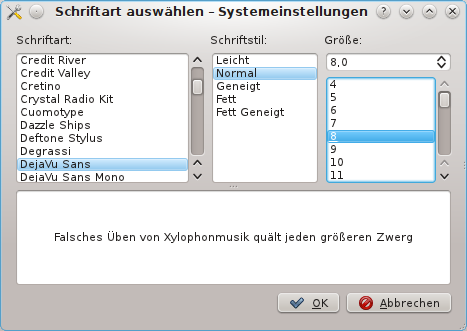 Schriftart auswählen – Systemeinstellungen
Schriftart:
Schriftstil:
Größe:
Credit River
Credit Valley
Cretino
Crystal Radio Kit
Cuomotype
Dazzle Ships
Deftone Stylus
Degrassi
DejaVu Sans
DejaVu Sans Mono
Leicht
Normal
Geneigt
Fett
Fett Geneigt
8,0
4
5
6
7
8
9
10
11
Falsches Üben von Xylophonmusik quält jeden größeren Zwerg
OK
Abbrechen